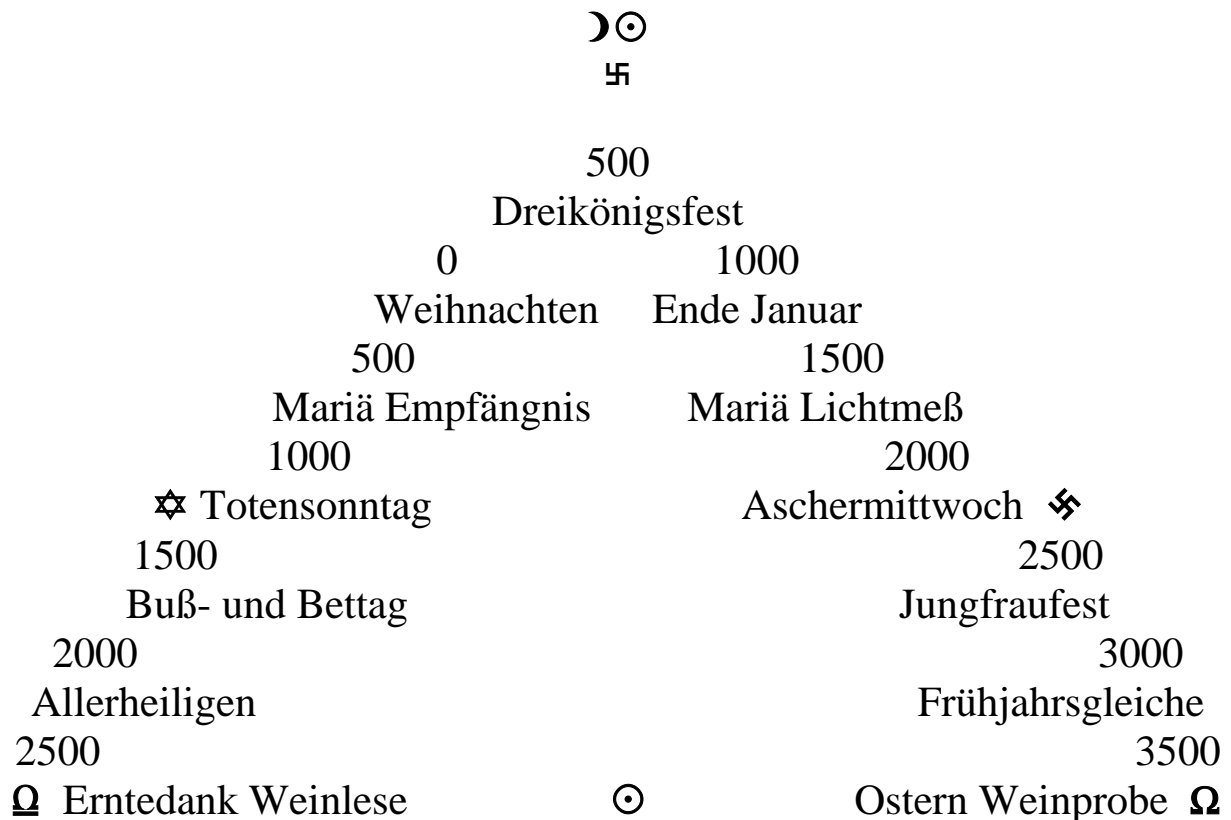 ☽☉
卐
500
Dreikönigsfest
0 1000
Weihnachten Ende Januar
500 1500
Mariä Empfängnis Mariä Lichtmeß
1000 2000
✡ Totensonntag Aschermittwoch 卐
1500 2500
Buß- und Bettag Jungfraufest
2000 3000
Allerheiligen Frühjahrsgleiche
2500 3500
Ω Erntedank Weinlese ☉ Ostern Weinprobe Ω